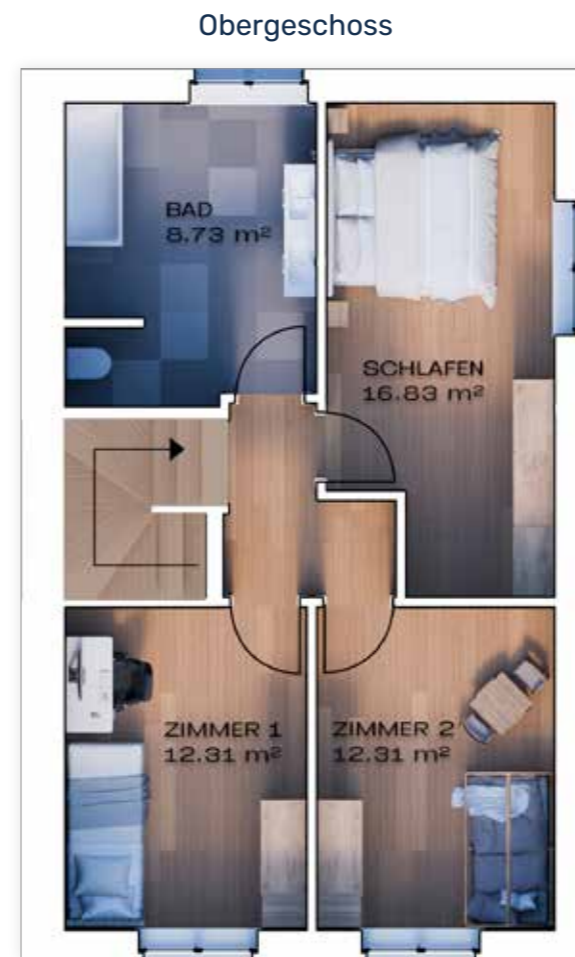 Obergeschoss
BAD
8.73 m²
SCHLAFEN
16.83 m²
ZIMMER 1
12.31 m²
ZIMMER 2
12.31 m²